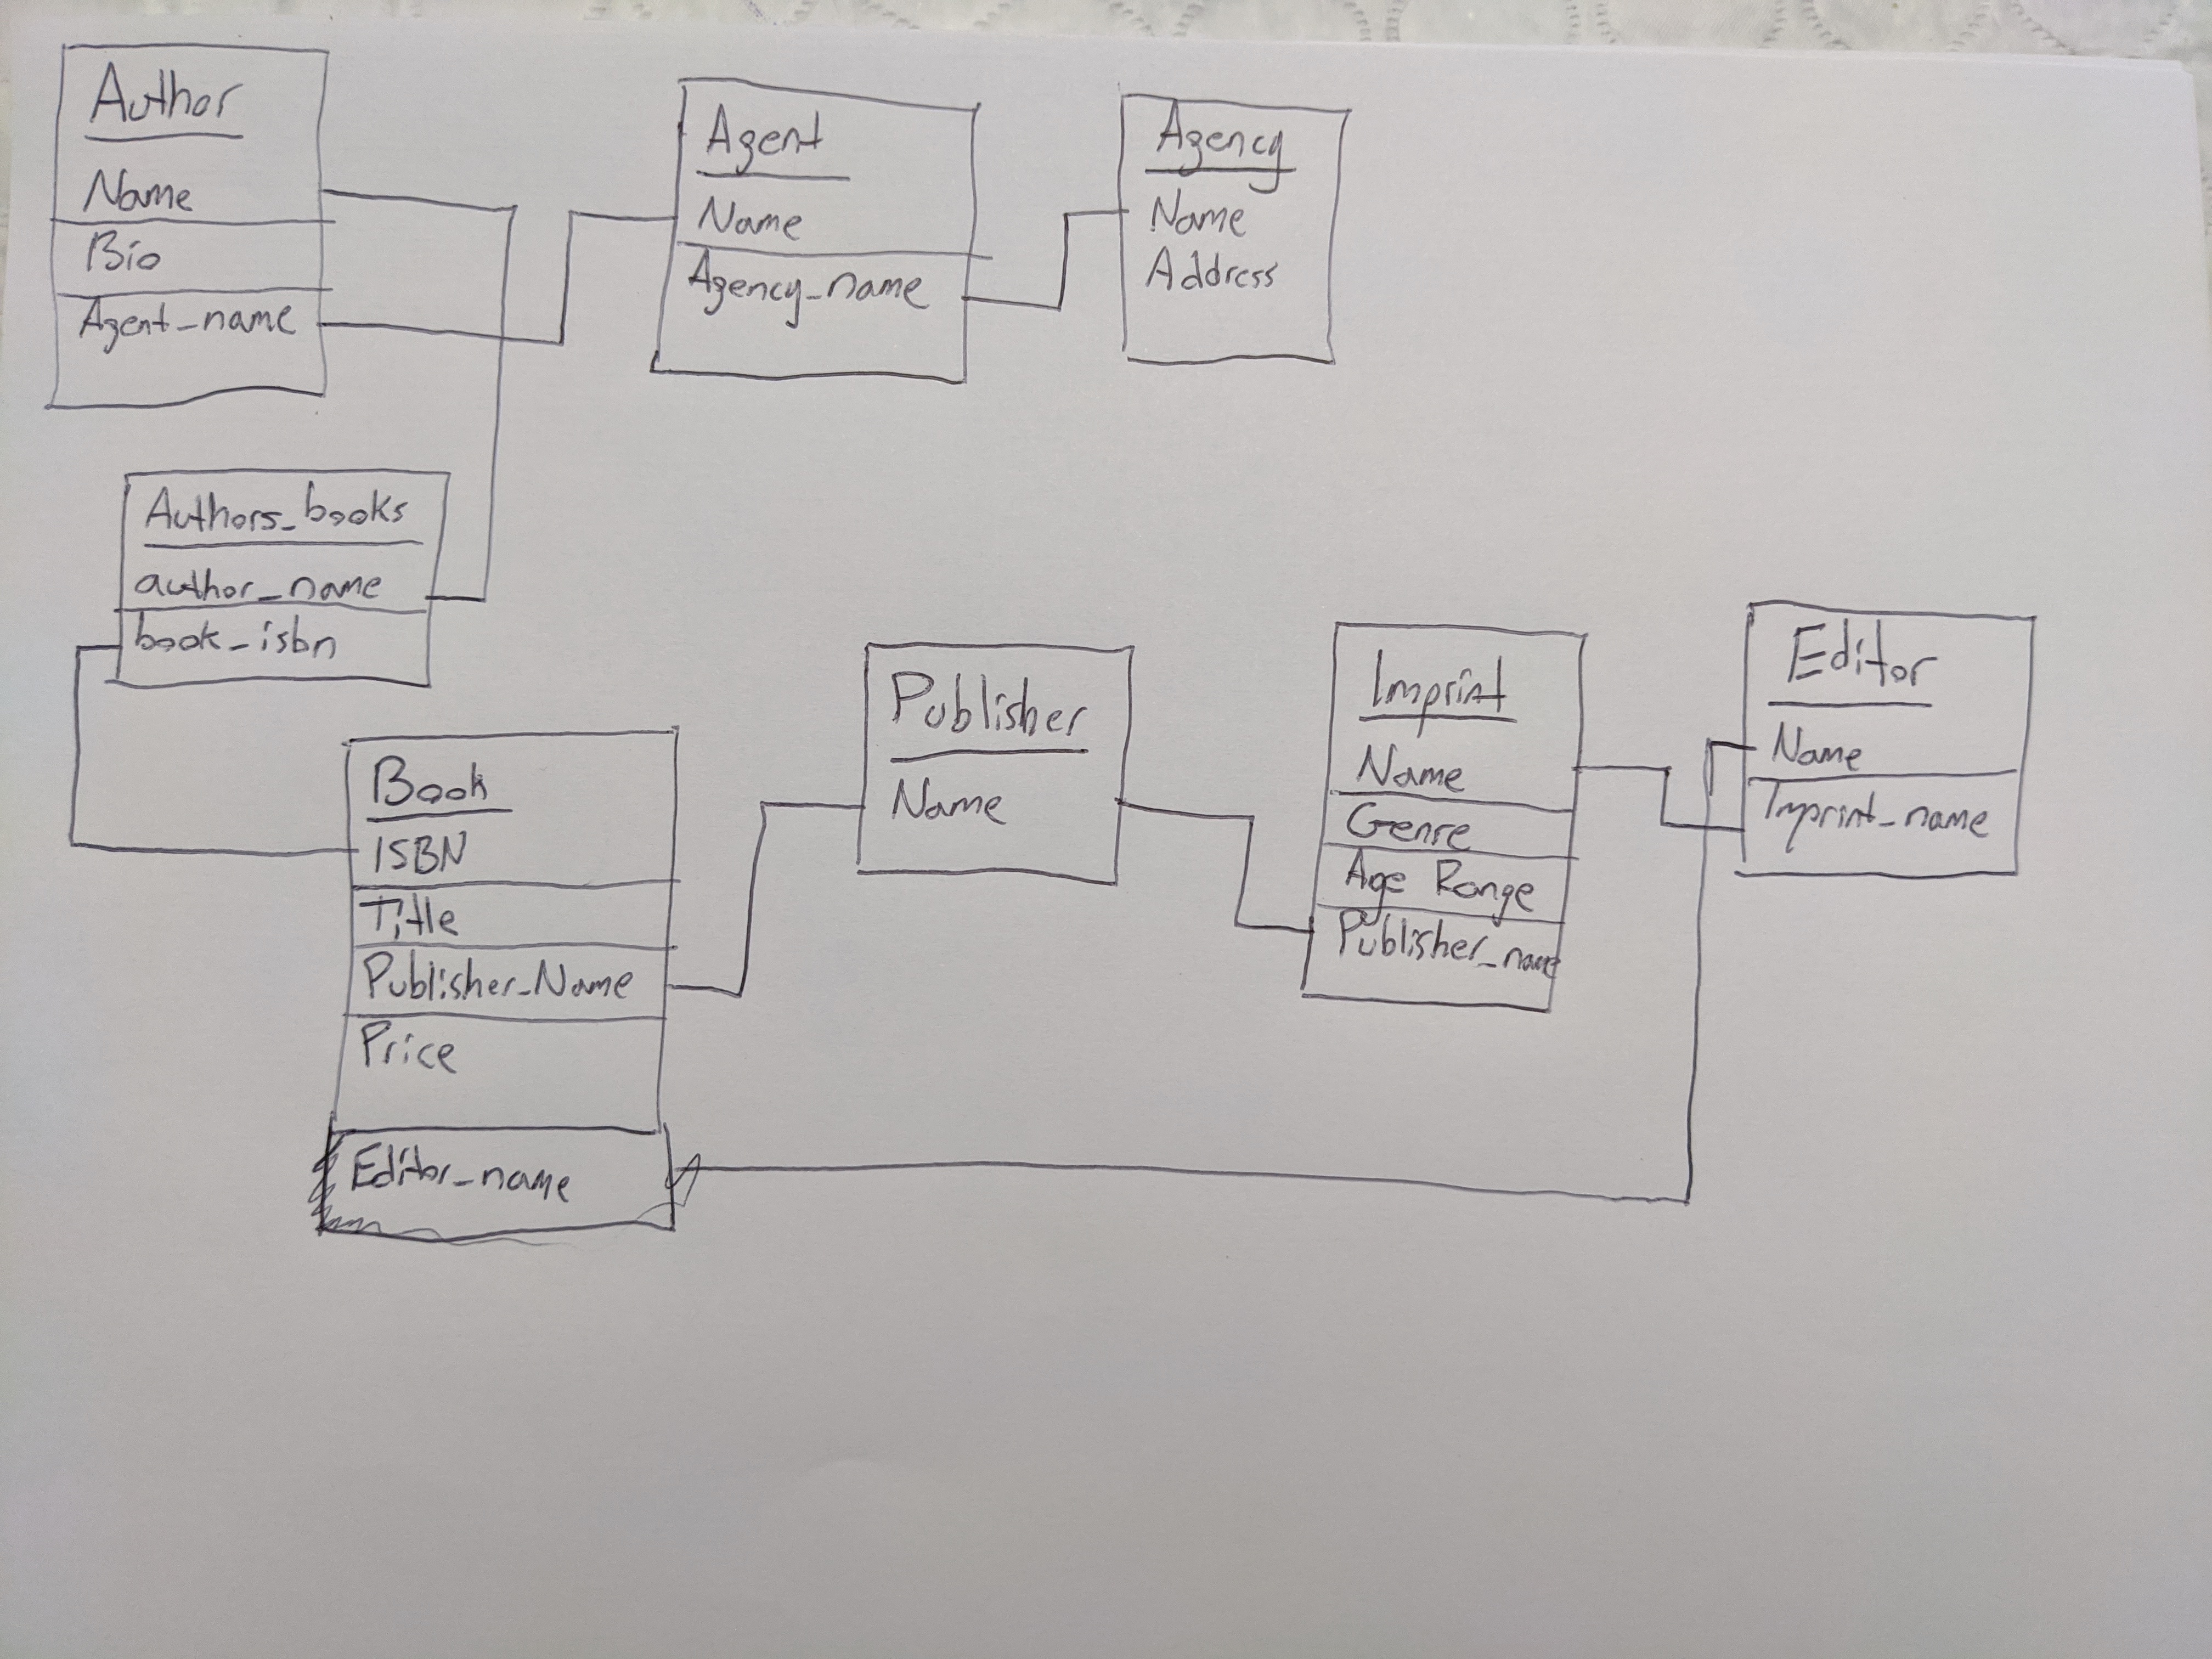 Author
Name
Bio
Agent_name
Agent
Name
Agency_name
Agency
Name
Address
Authors_books
author_name
book_isbn
Book
ISBN
Title
Publisher_Name
Price
Editor_name
Publisher
Name
Imprint
Name
Genre
Age Range
Publisher_name
Editor
Name
Imprint_name